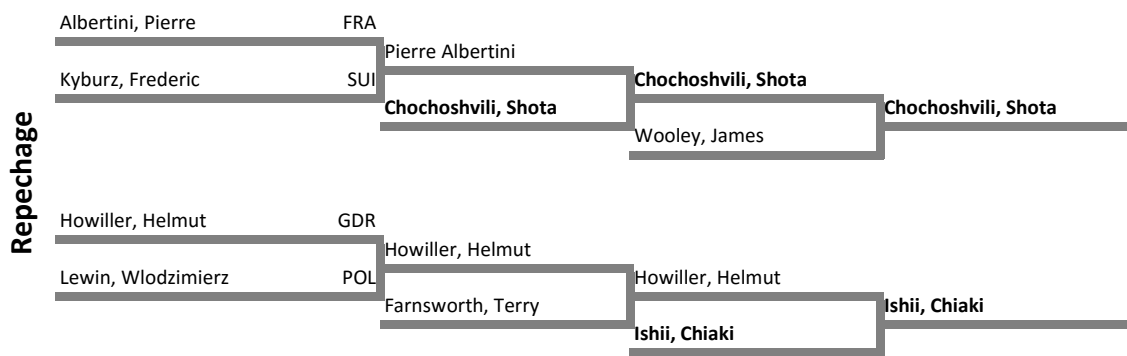 Albertini, Pierre FRA
Pierre Albertini
Kyburz, Frederic SUI
Chochoshvili, Shota
Chochoshvili, Shota
Chochoshvili, Shota
Wooley, James
Repechage
Howiller, Helmut GDR
Howiller, Helmut
Lewin, Wlodzimierz POL
Howiller, Helmut
Farnsworth, Terry
Ishii, Chiaki
Ishii, Chiaki